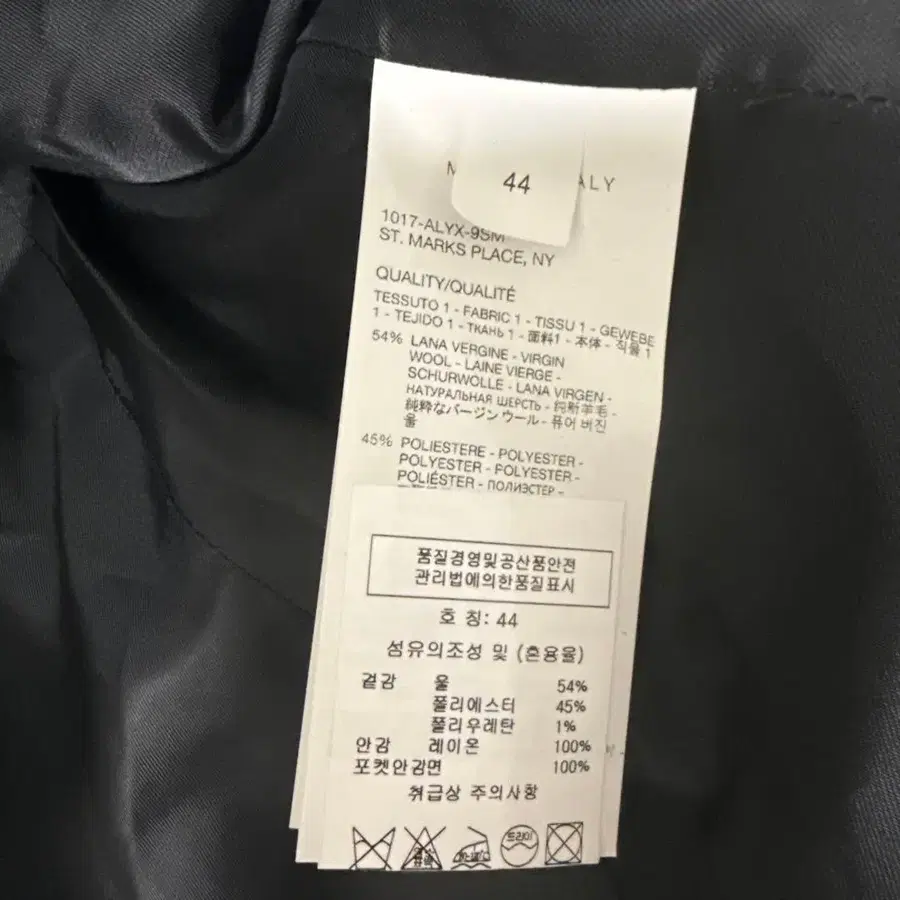 44
ALY
1017-ALYX-9SM
ST. MARKS PLACE, NY
QUALITY/QUALITÉ
TESSUTO 1 - FABRIC 1 - TISSU 1 - GEWEBE
1 - TEJIDO 1 - ТКАНЬ 1 - 面料1 - 本体 - 직물 1
54% LANA VERGINE - VIRGIN
WOOL - LAINE VIERGE -
SCHURWOLLE - LANA VIRGEN -
НАТУРАЛЬНАЯ ШЕРСТЬ - 纯新羊毛 -
純粋なバージン ウール - 퓨어 버진
울
45% POLIESTERE - POLYESTER -
POLYESTER - POLYESTER -
POLIÉSTER - ПОЛИЭСТЕР -
품질경영및공산품안전
관리법에의한품질표시
호 칭: 44
섬유의조성 및 (혼용율)
겉감 울 54%
폴리에스터 45%
폴리우레탄 1%
안감 레이온 100%
포켓안감면 100%
취급상 주의사항
드라이